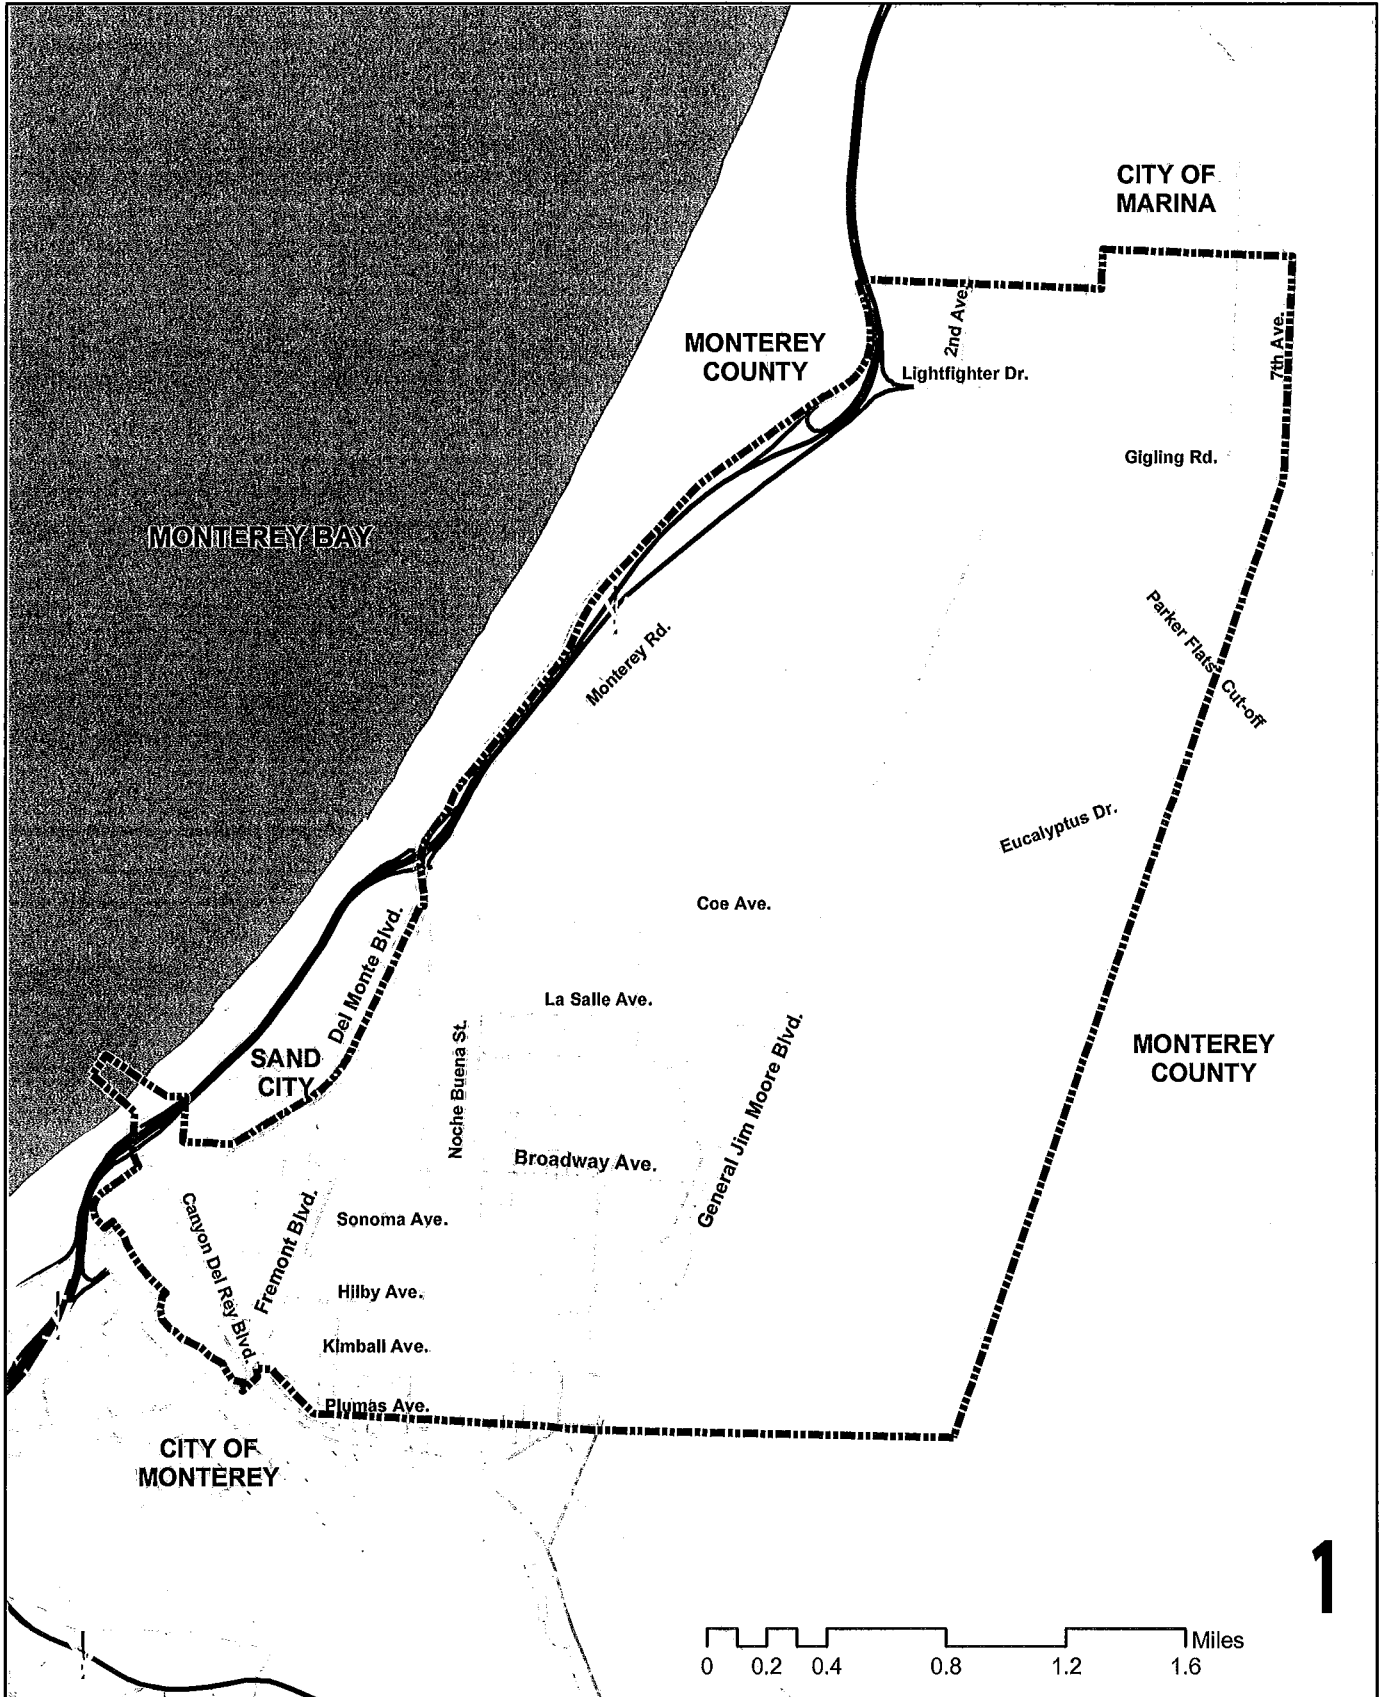 CITY OF
MARINA
2nd Ave.
7th Ave.
MONTEREY
COUNTY
Lightfighter Dr.
Gigling Rd.
MONTEREY BAY
Parker Flats Cut-off
Monterey Rd.
Eucalyptus Dr.
Coe Ave.
Del Monte Blvd.
La Salle Ave.
General Jim Moore Blvd.
Noche Buena St.
SAND
CITY
MONTEREY
COUNTY
Broadway Ave.
Canyon Del Rey Blvd.
Fremont Blvd.
Sonoma Ave.
Hilby Ave.
Kimball Ave.
Plumas Ave.
CITY OF
MONTEREY
1
Miles
0 0.2 0.4 0.8 1.2 1.6